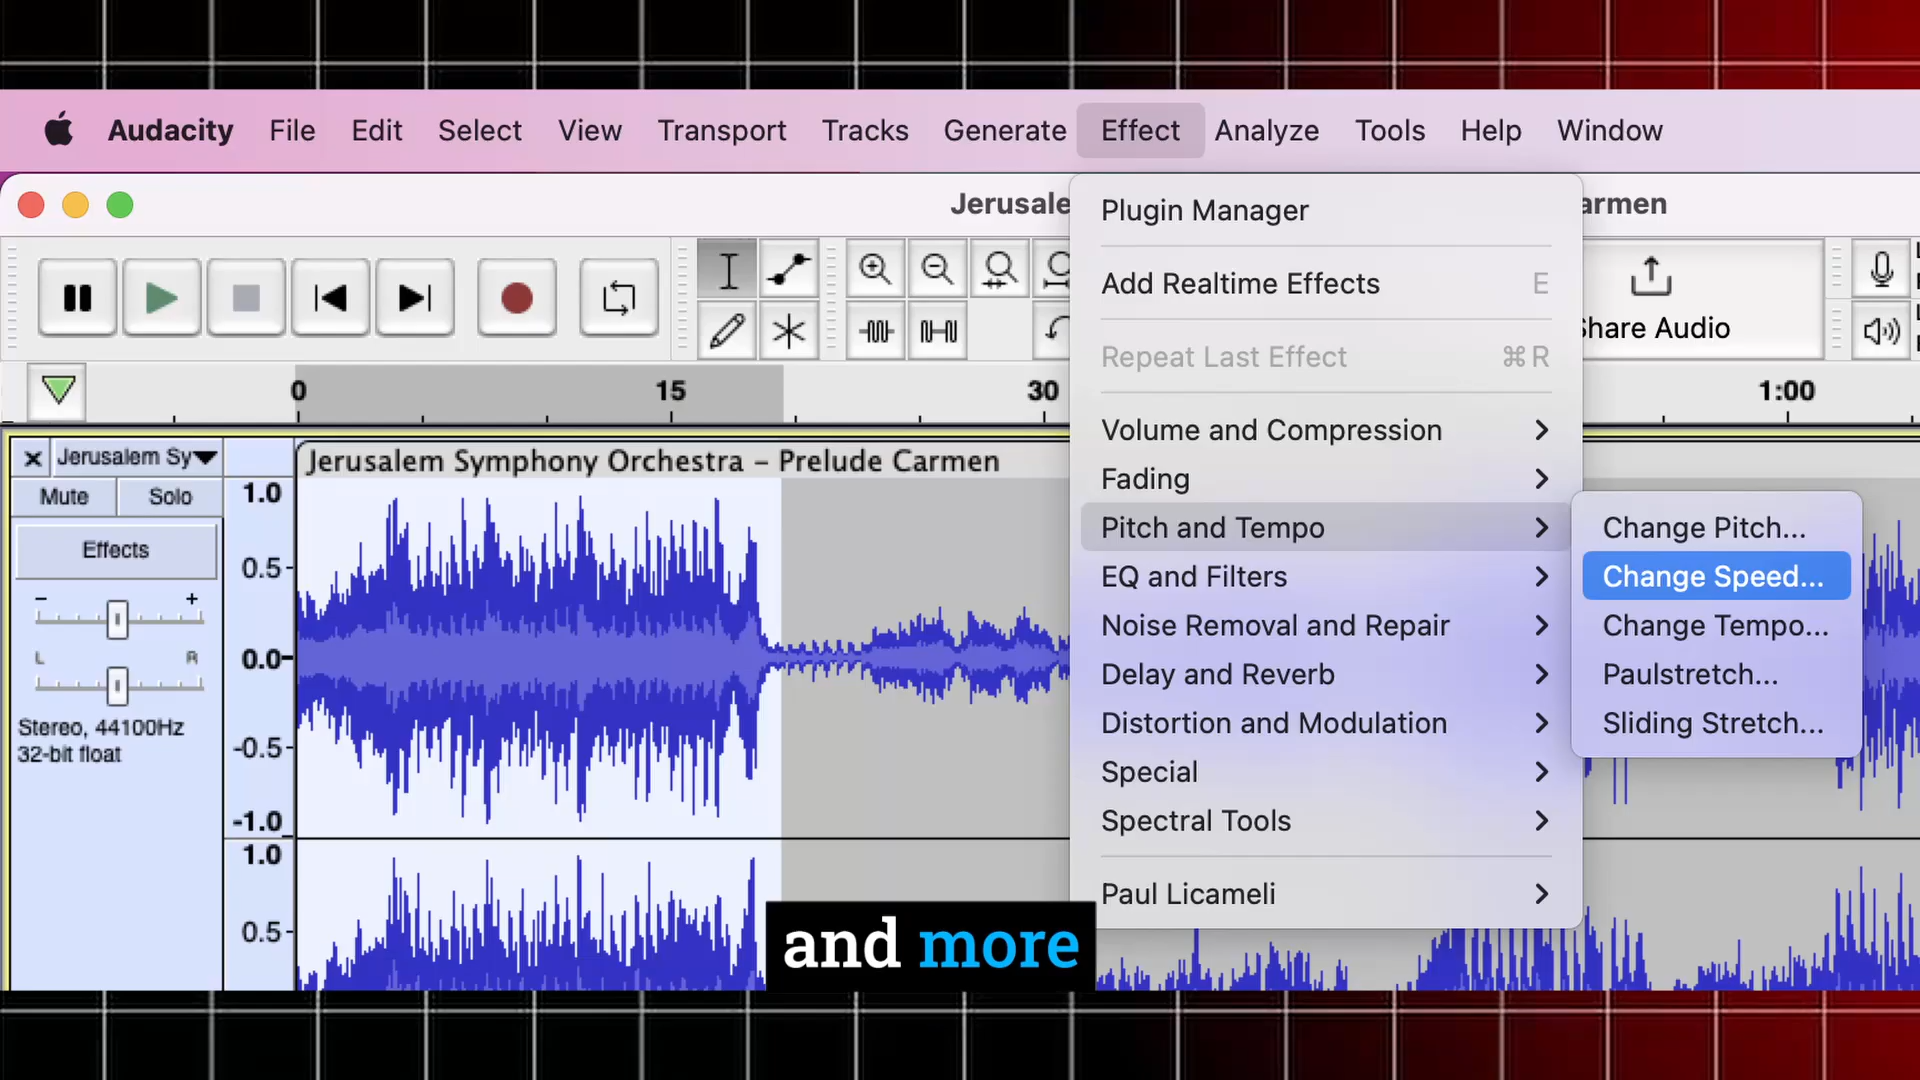 Audacity File Edit Select View Transport Tracks Generate Effect Analyze Tools Help Window
Jerusale
armen
Plugin Manager
Add Realtime Effects E
Repeat Last Effect ⌘R
Volume and Compression
Fading
Pitch and Tempo
EQ and Filters
Noise Removal and Repair
Delay and Reverb
Distortion and Modulation
Special
Spectral Tools
Paul Licameli
Change Pitch...
Change Speed...
Change Tempo...
Paulstretch...
Sliding Stretch...
Share Audio
0 15 30 1:00
Jerusalem Sy
Jerusalem Symphony Orchestra – Prelude Carmen
Mute Solo
Effects
- +
L R
Stereo, 44100Hz
32-bit float
1.0
0.5-
0.0-
-0.5-
-1.0
1.0
0.5-
and more